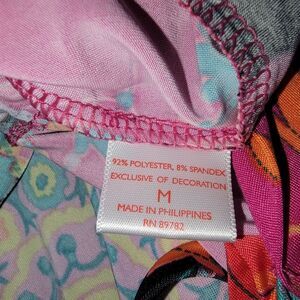 92% POLYESTER, 8% SPANDEX
EXCLUSIVE OF DECORATION
M
MADE IN PHILIPPINES
RN 89782